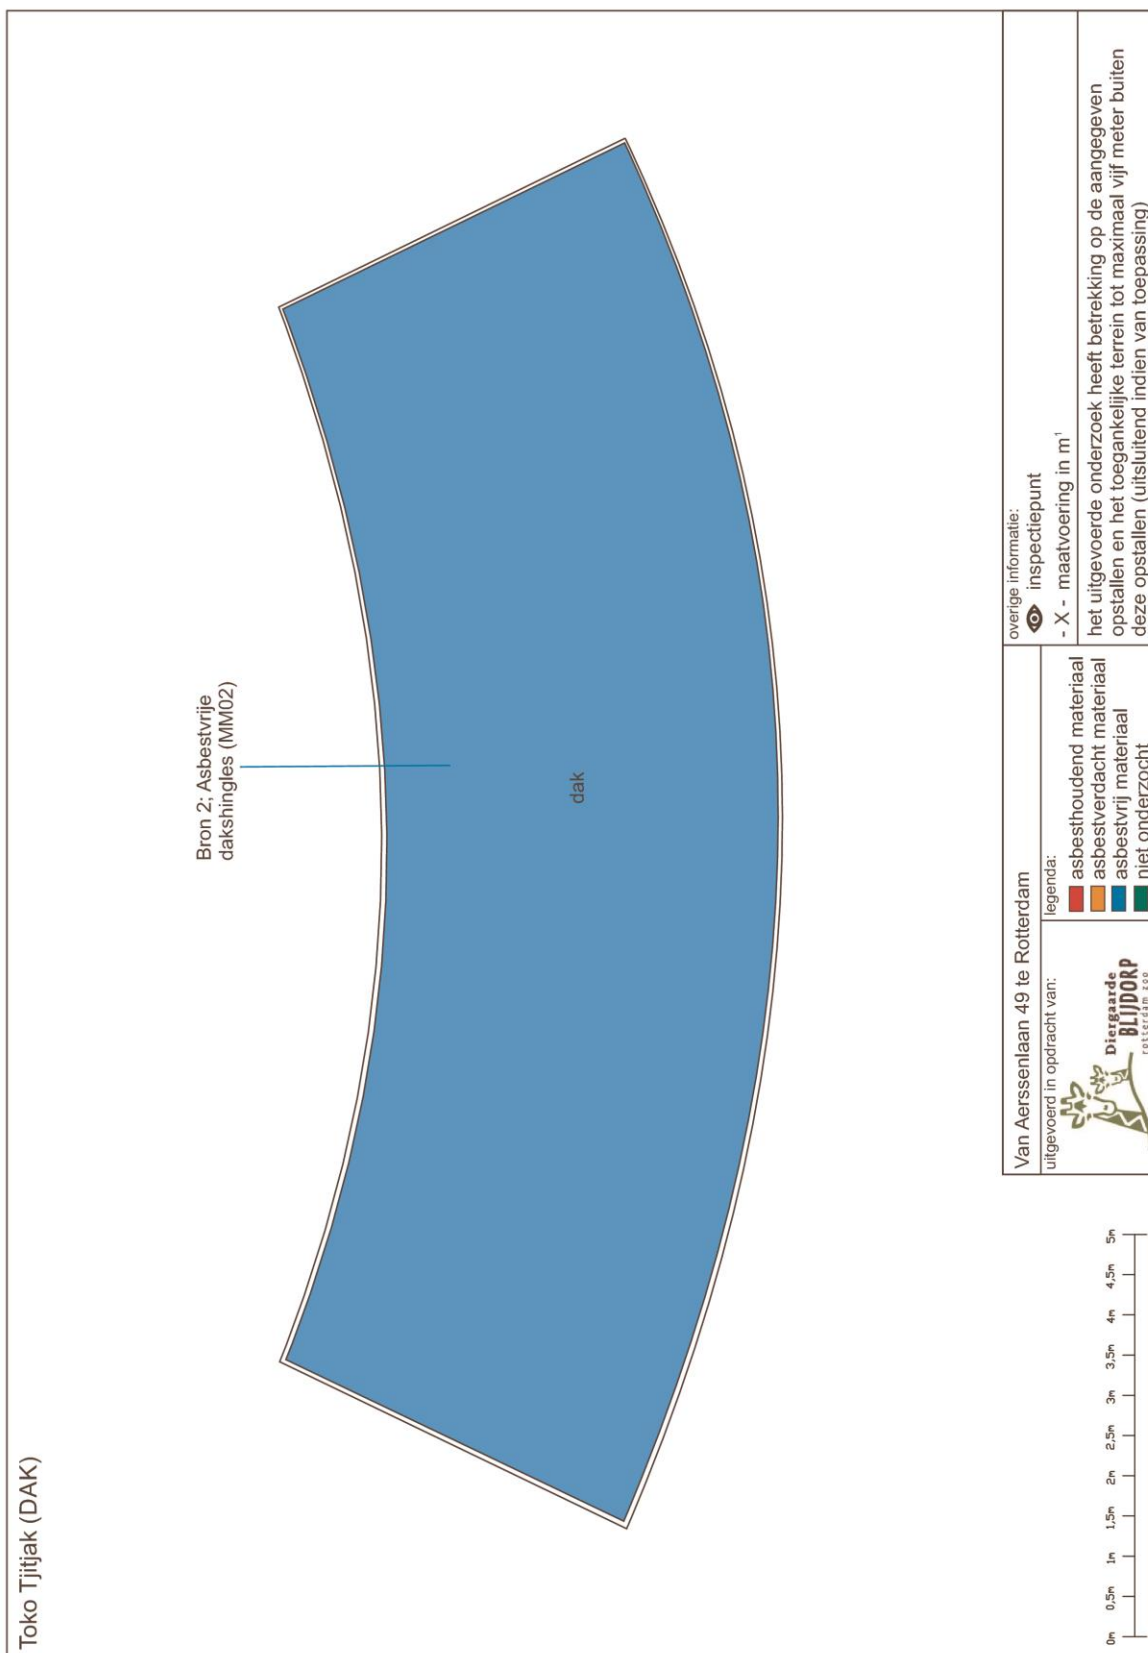 Toko Tjitjak (DAK)
Bron 2; Asbestvrije
dakshingles (MM02)
dak
0m 0,5m 1m 1,5m 2m 2,5m 3m 3,5m 4m 4,5m 5m
Van Aerssenlaan 49 te Rotterdam
uitgevoerd in opdracht van:
Diergaarde
BLIJDORP
rotterdam zoo
legenda:
asbesthoudend materiaal
asbestverdacht materiaal
asbestvrij materiaal
niet onderzocht
overige informatie:
inspectiepunt
- X - maatvoering in m¹
het uitgevoerde onderzoek heeft betrekking op de aangegeven
opstallen en het toegankelijke terrein tot maximaal vijf meter buiten
deze opstallen (uitsluitend indien van toepassing)